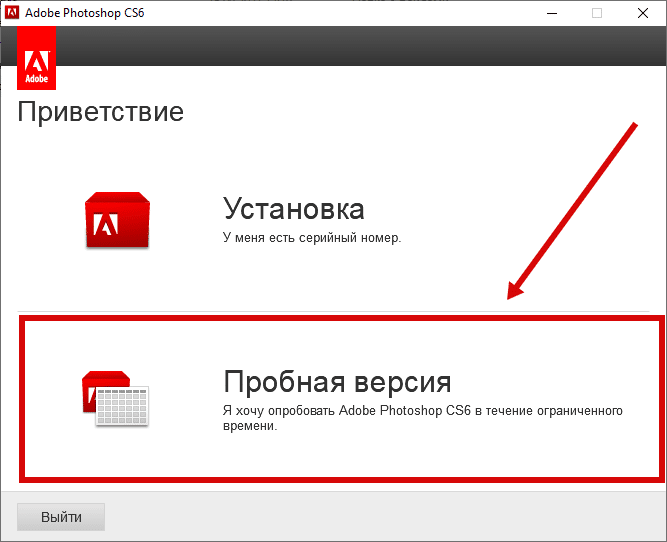 Adobe Photoshop CS6
Adobe
Приветствие
Установка
У меня есть серийный номер.
Пробная версия
Я хочу опробовать Adobe Photoshop CS6 в течение ограниченного
времени.
Выйти